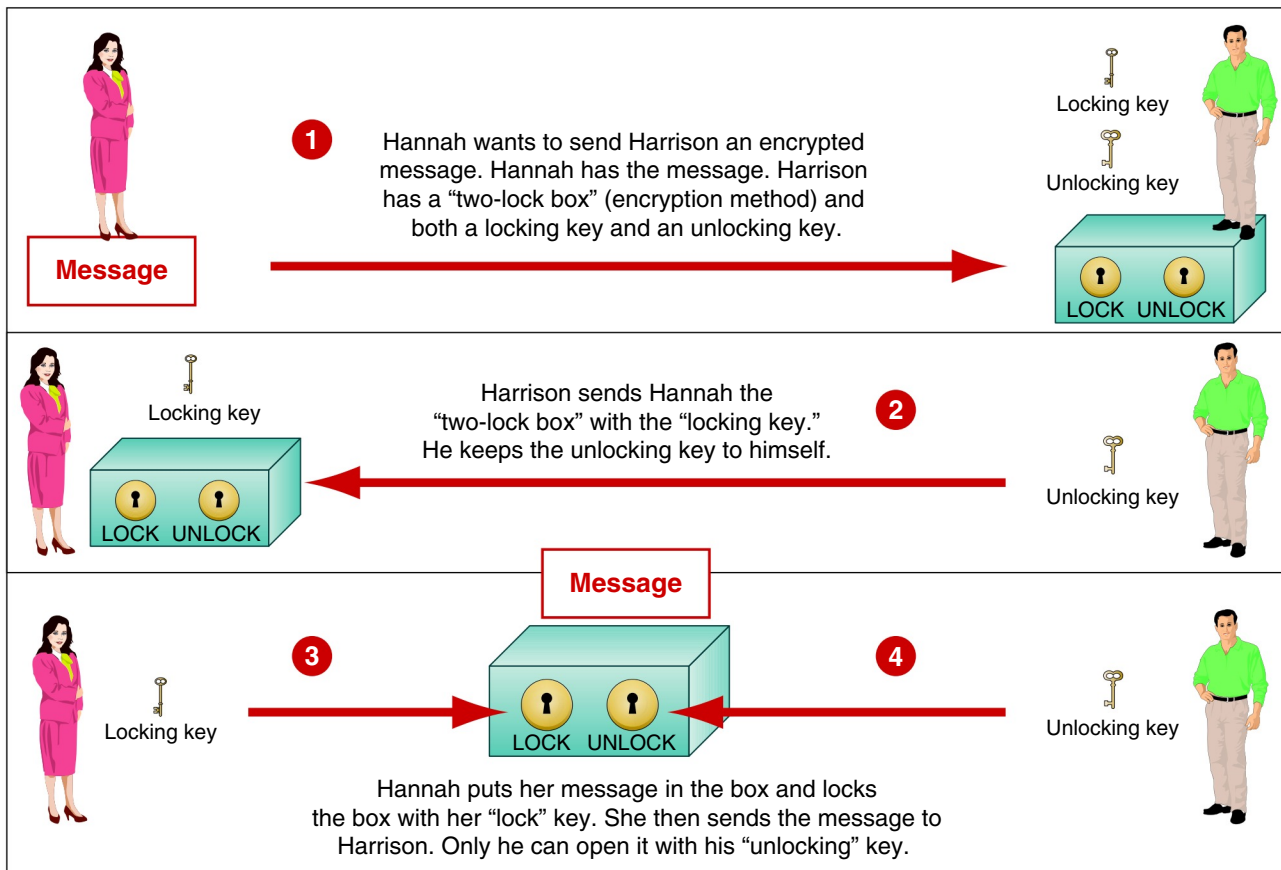 1
Hannah wants to send Harrison an encrypted
message. Hannah has the message. Harrison
has a “two-lock box” (encryption method) and
both a locking key and an unlocking key.
Message
Locking key
Unlocking key
LOCK UNLOCK
Locking key
LOCK UNLOCK
Harrison sends Hannah the
“two-lock box” with the “locking key.”
He keeps the unlocking key to himself.
2
Unlocking key
Message
3
Locking key
LOCK UNLOCK
4
Unlocking key
Hannah puts her message in the box and locks
the box with her “lock” key. She then sends the message to
Harrison. Only he can open it with his “unlocking” key.